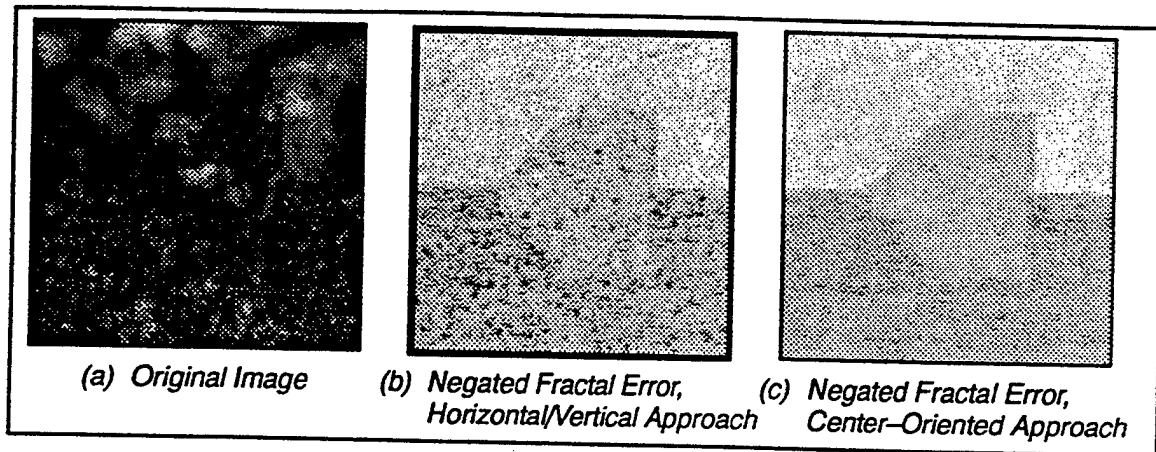 (a) Original Image
(b) Negated Fractal Error,
Horizontal/Vertical Approach
(c) Negated Fractal Error,
Center–Oriented Approach